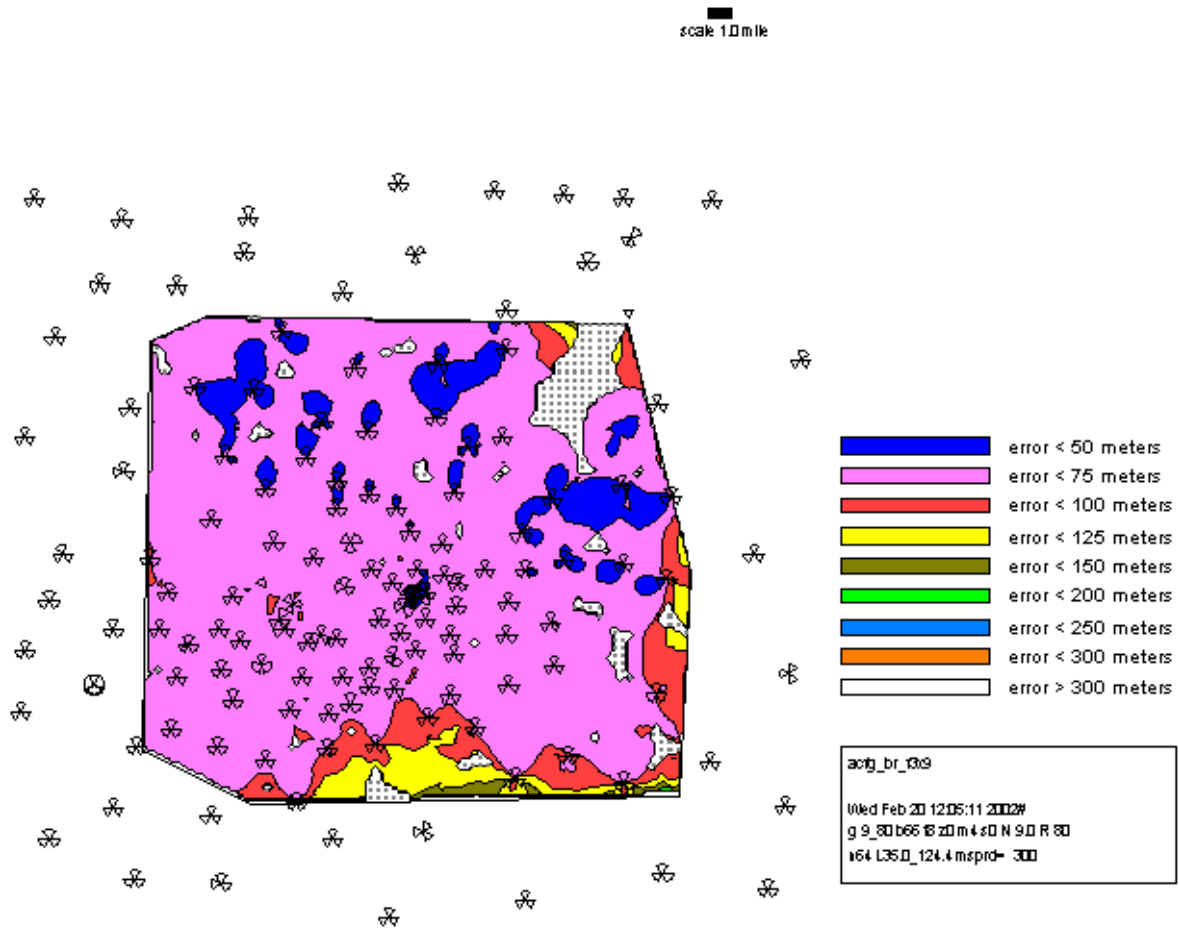 scale 1.0 mile
error < 50 meters
error < 75 meters
error < 100 meters
error < 125 meters
error < 150 meters
error < 200 meters
error < 250 meters
error < 300 meters
error > 300 meters
Wed Feb 20 12:05:11 2002#
msprd= 300